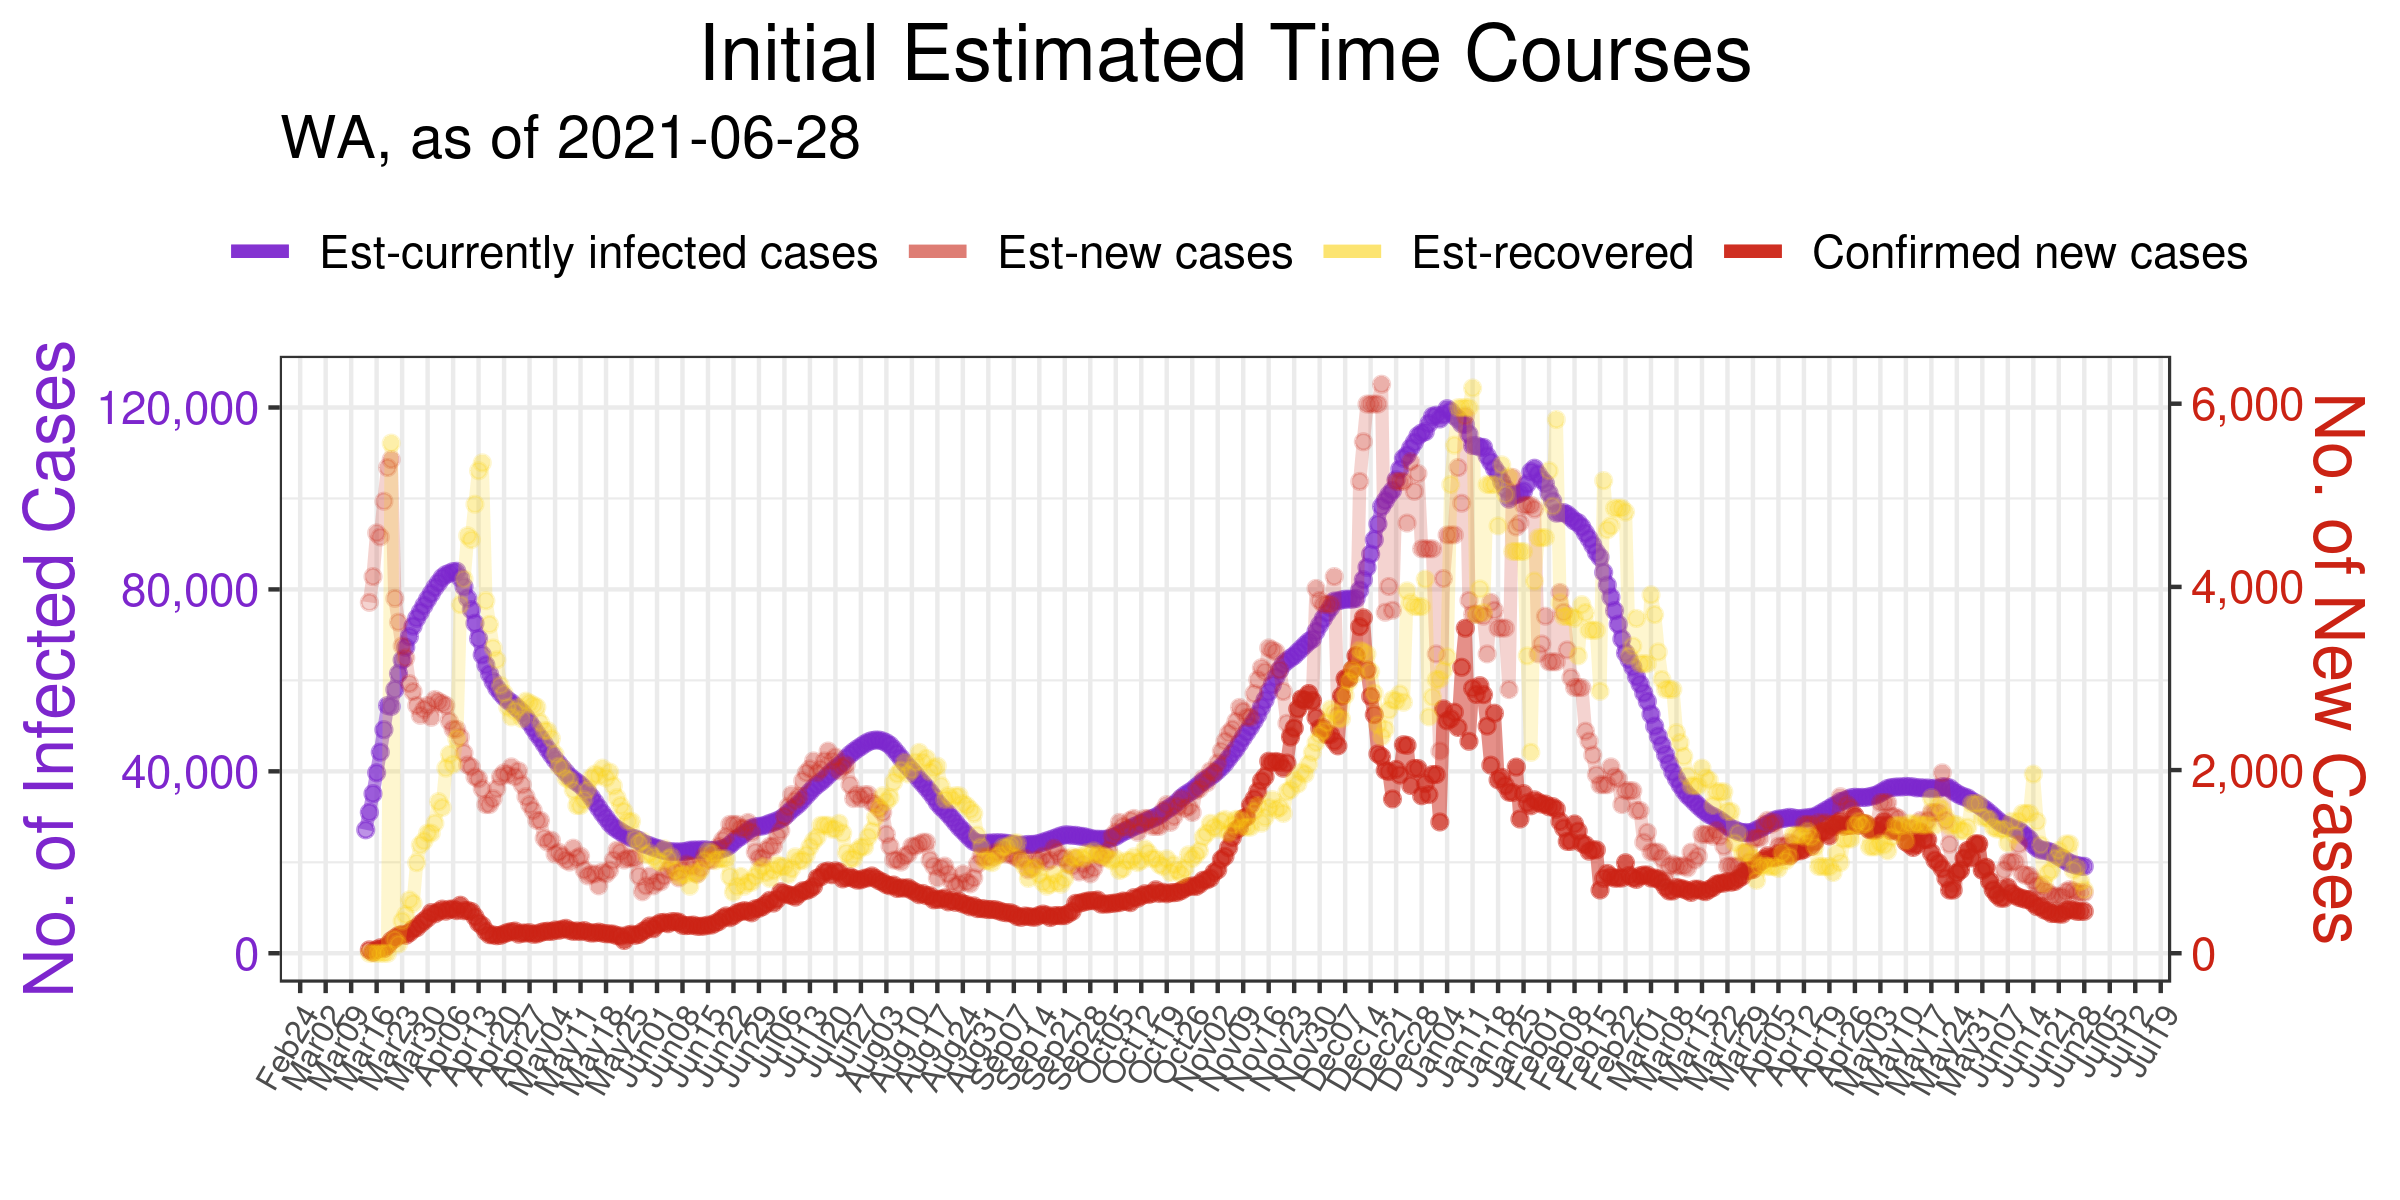 Initial Estimated Time Courses
WA, as of 2021-06-28
Est-currently infected cases
Est-new cases
Est-recovered
Confirmed new cases
No. of Infected Cases
120,000
80,000
40,000
0
6,000
4,000
2,000
0
No. of New Cases
Feb24
Mar02
Mar09
Mar16
Mar23
Mar30
Apr06
Apr13
Apr20
Apr27
May04
May11
May18
May25
Jun01
Jun08
Jun15
Jun22
Jun29
Jul06
Jul13
Jul20
Jul27
Aug03
Aug10
Aug17
Aug24
Aug31
Sep07
Sep14
Sep21
Sep28
Oct05
Oct12
Oct19
Oct26
Nov02
Nov09
Nov16
Nov23
Nov30
Dec07
Dec14
Dec21
Dec28
Jan04
Jan11
Jan18
Jan25
Feb01
Feb08
Feb15
Feb22
Mar01
Mar08
Mar15
Mar22
Mar29
Apr05
Apr12
Apr19
Apr26
May03
May10
May17
May24
May31
Jun07
Jun14
Jun21
Jun28
Jul05
Jul12
Jul19